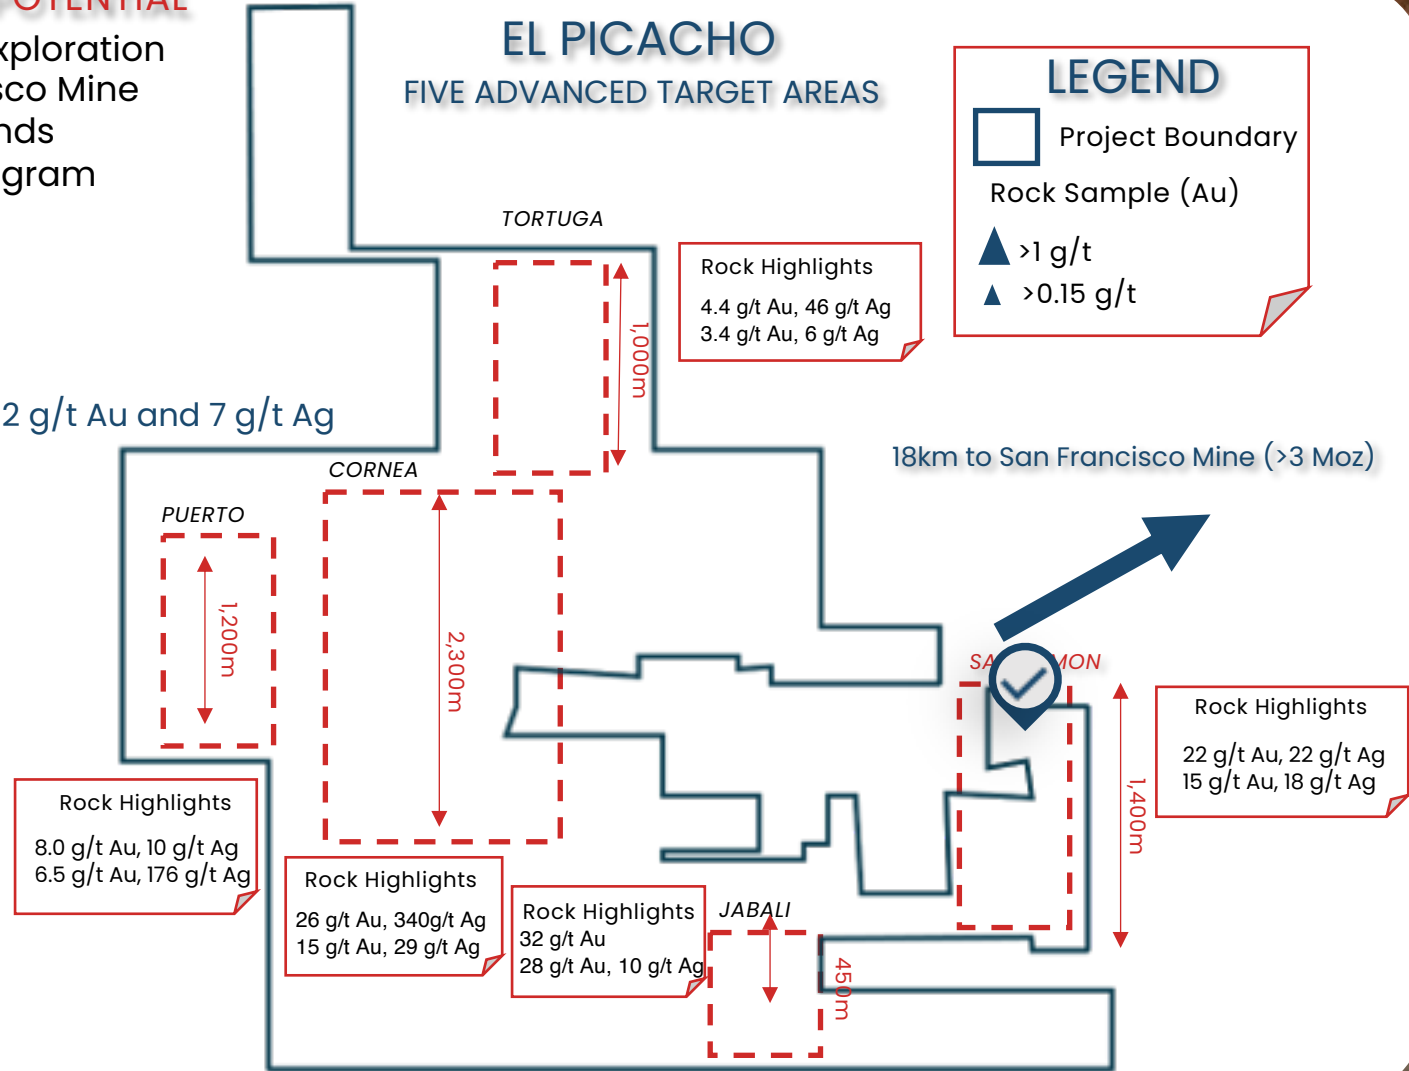 EL PICACHO
FIVE ADVANCED TARGET AREAS
xploration
sco Mine
nds
gram
LEGEND
Project Boundary
Rock Sample (Au)
>1 g/t
>0.15 g/t
TORTUGA
Rock Highlights
4.4 g/t Au, 46 g/t Ag
3.4 g/t Au, 6 g/t Ag
1,000m
2 g/t Au and 7 g/t Ag
18km to San Francisco Mine (>3 Moz)
CORNEA
PUERTO
1,200m
2,300m
Rock Highlights
22 g/t Au, 22 g/t Ag
15 g/t Au, 18 g/t Ag
1,400m
Rock Highlights
8.0 g/t Au, 10 g/t Ag
6.5 g/t Au, 176 g/t Ag
Rock Highlights
26 g/t Au, 340g/t Ag
15 g/t Au, 29 g/t Ag
Rock Highlights
32 g/t Au
28 g/t Au, 10 g/t Ag
JABALI
450m